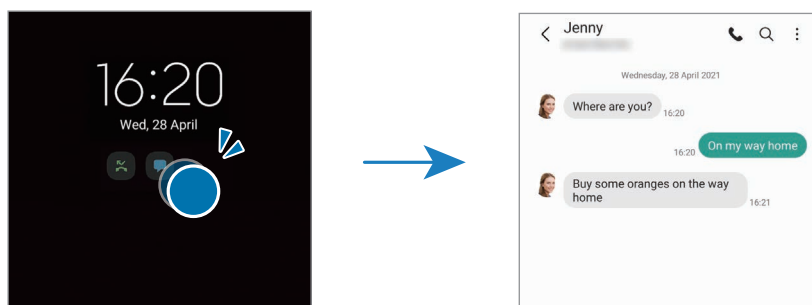 16:20
Wed, 28 April
Jenny
Wednesday, 28 April 2021
Where are you?
16:20
16:20
On my way home
Buy some oranges on the way
home
16:21